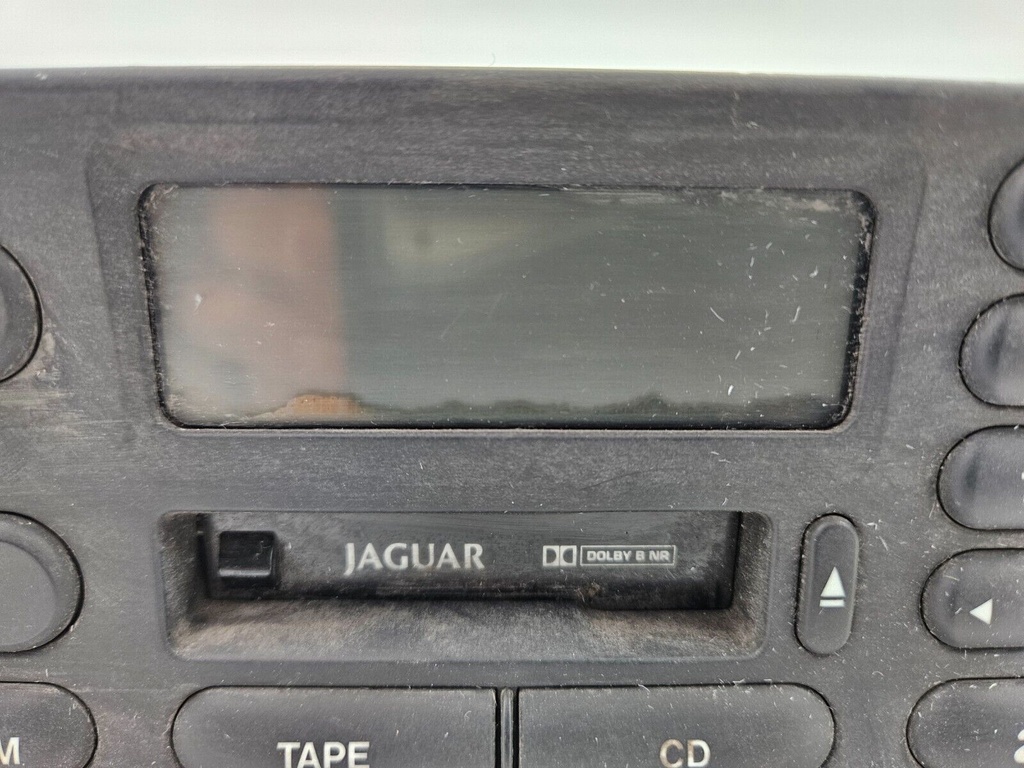 JAGUAR DOLBY B NR
M TAPE CD